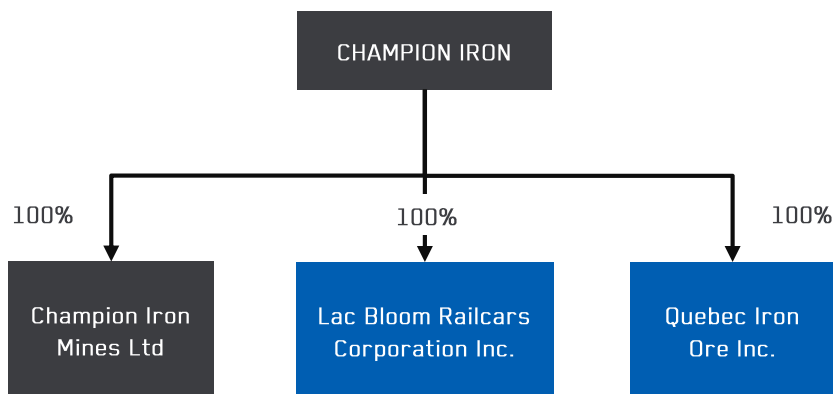 CHAMPION IRON
100%
100%
100%
Champion Iron
Mines Ltd
Lac Bloom Railcars
Corporation Inc.
Quebec Iron
Ore Inc.